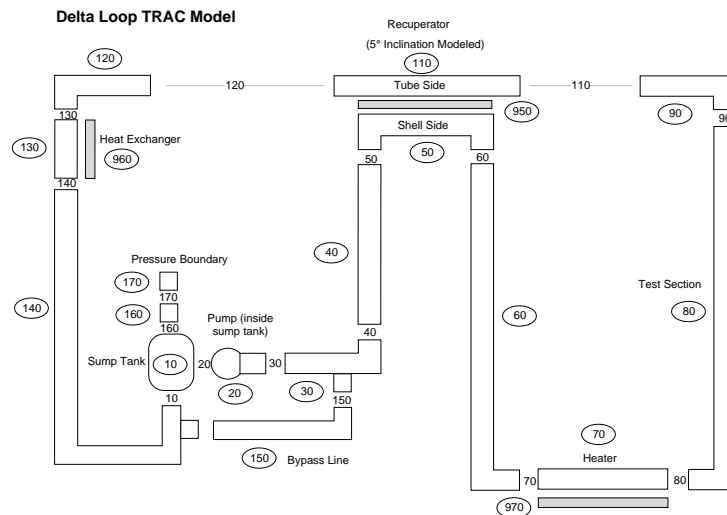 Delta Loop TRAC Model
Recuperator
(5° Inclination Modeled)
120
110
120
Tube Side
110
950
130
Shell Side
90
90
130
Heat Exchanger
960
50
50
60
140
40
Pressure Boundary
170
170
140
160
160
Pump (inside
sump tank)
60
Test Section
80
Sump Tank
10
20
30
40
20
30
10
150
150
Bypass Line
70
Heater
70
80
970